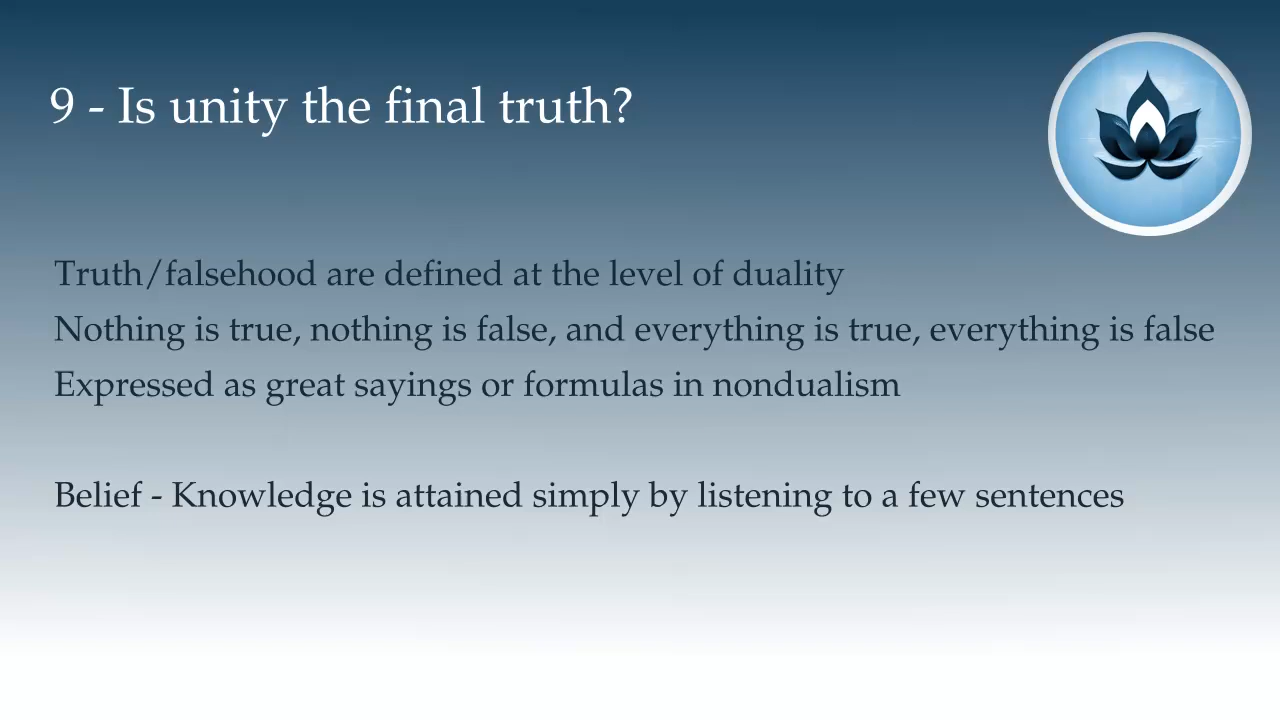 9 - Is unity the final truth?
Truth/falsehood are defined at the level of duality
Nothing is true, nothing is false, and everything is true, everything is false
Expressed as great sayings or formulas in nondualism
Belief - Knowledge is attained simply by listening to a few sentences